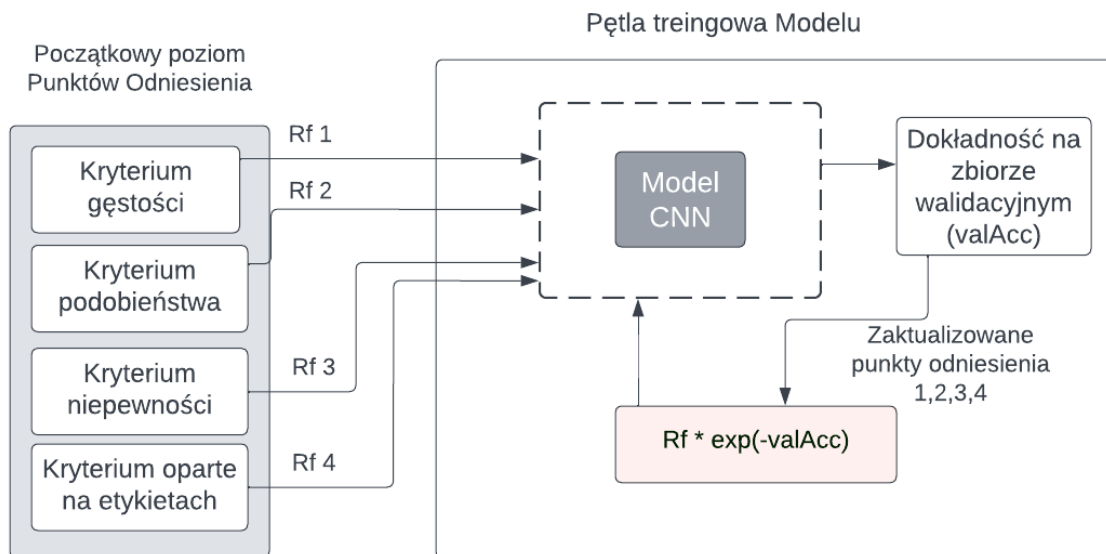 Pętla treingowa Modelu
Początkowy poziom
Punktów Odniesienia
Kryterium
gęstości
Kryterium
podobieństwa
Kryterium
niepewności
Kryterium oparte
na etykietach
Rf 1
Rf 2
Rf 3
Rf 4
Model
CNN
Dokładność na
zbiorze
walidacyjnym
(valAcc)
Zaktualizowane
punkty odniesienia
1,2,3,4
Rf * exp(-valAcc)